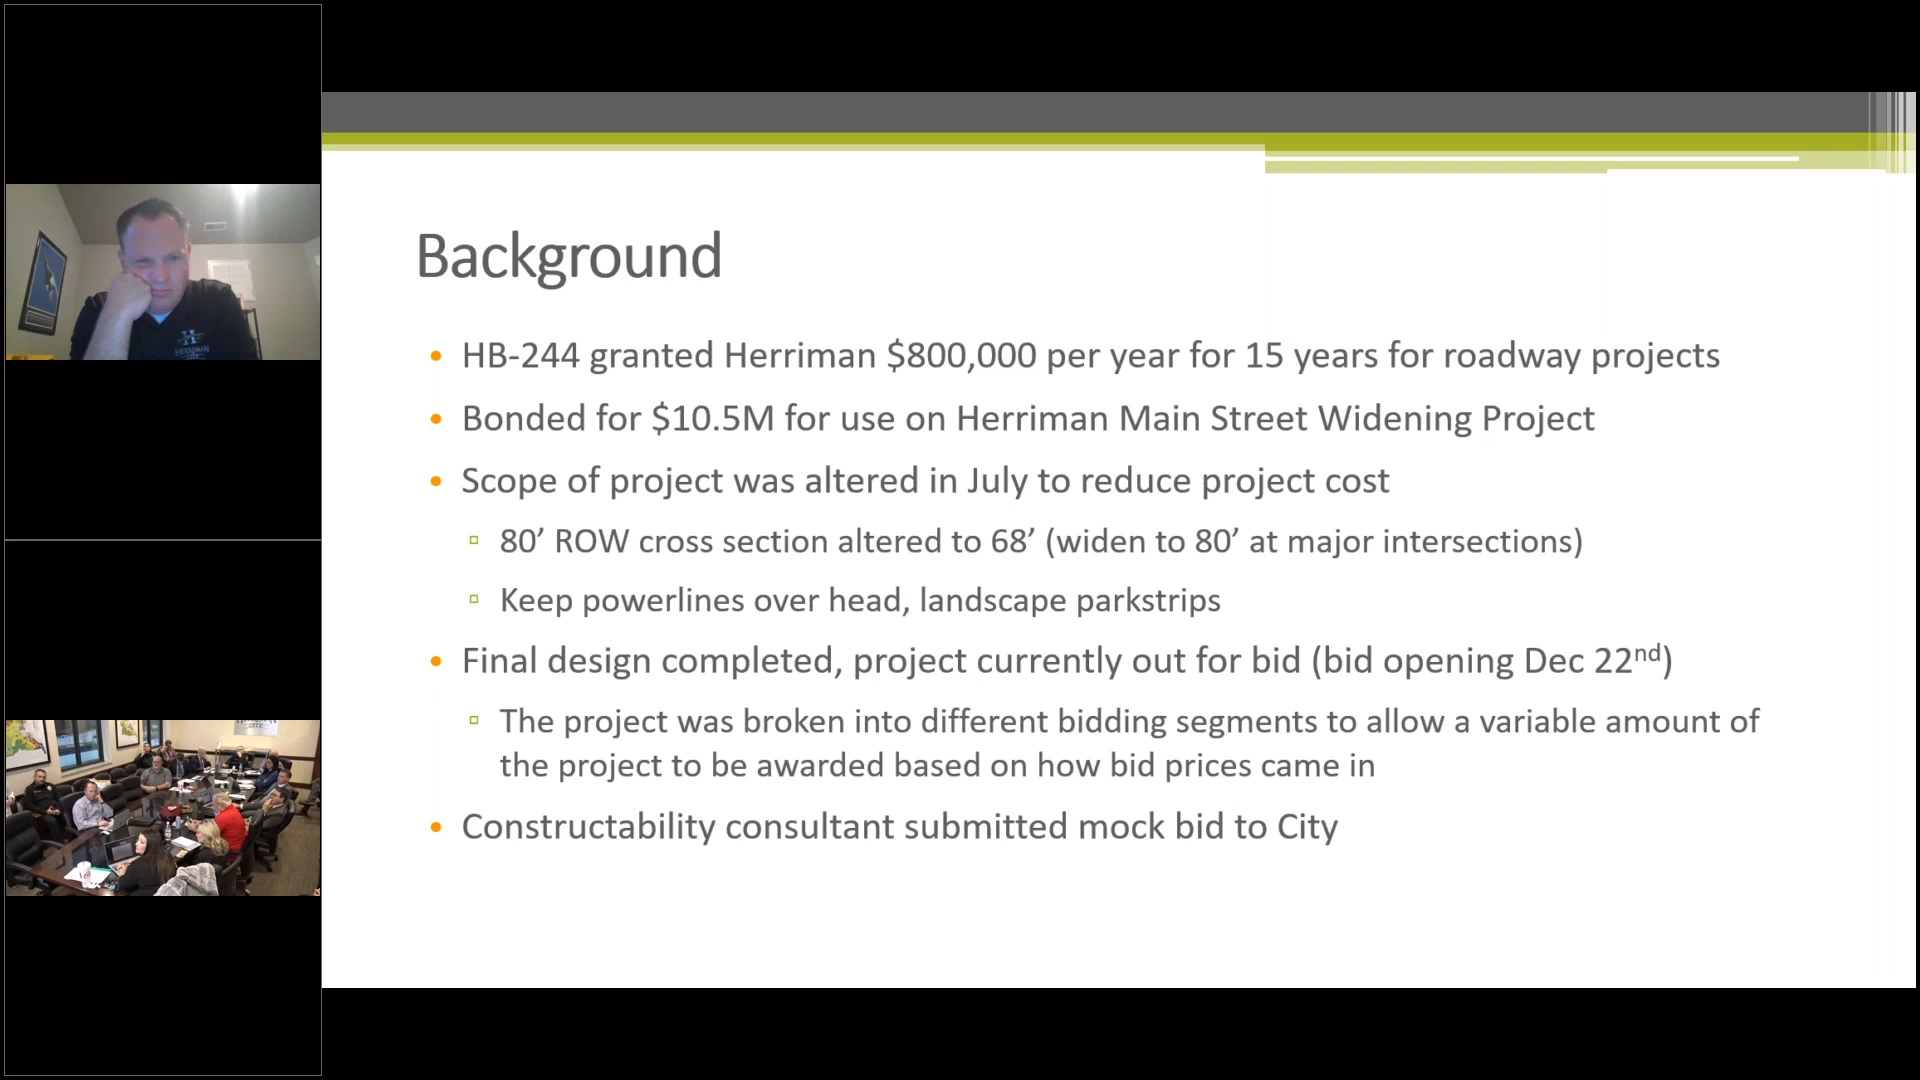 Background
HB-244 granted Herriman $800,000 per year for 15 years for roadway projects
Bonded for $10.5M for use on Herriman Main Street Widening Project
Scope of project was altered in July to reduce project cost
80’ ROW cross section altered to 68’ (widen to 80’ at major intersections)
Keep powerlines over head, landscape parkstrips
Final design completed, project currently out for bid (bid opening Dec 22nd)
The project was broken into different bidding segments to allow a variable amount of
the project to be awarded based on how bid prices came in
Constructability consultant submitted mock bid to City
H
HERRIMAN